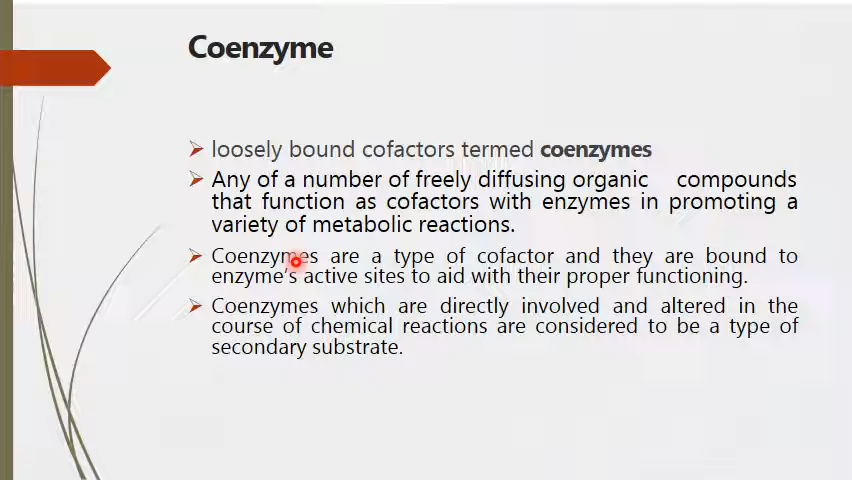 Coenzyme
loosely bound cofactors termed coenzymes
Any of a number of freely diffusing organic compounds
that function as cofactors with enzymes in promoting a
variety of metabolic reactions.
Coenzymes are a type of cofactor and they are bound to
enzyme's active sites to aid with their proper functioning.
Coenzymes which are directly involved and altered in the
course of chemical reactions are considered to be a type of
secondary substrate.